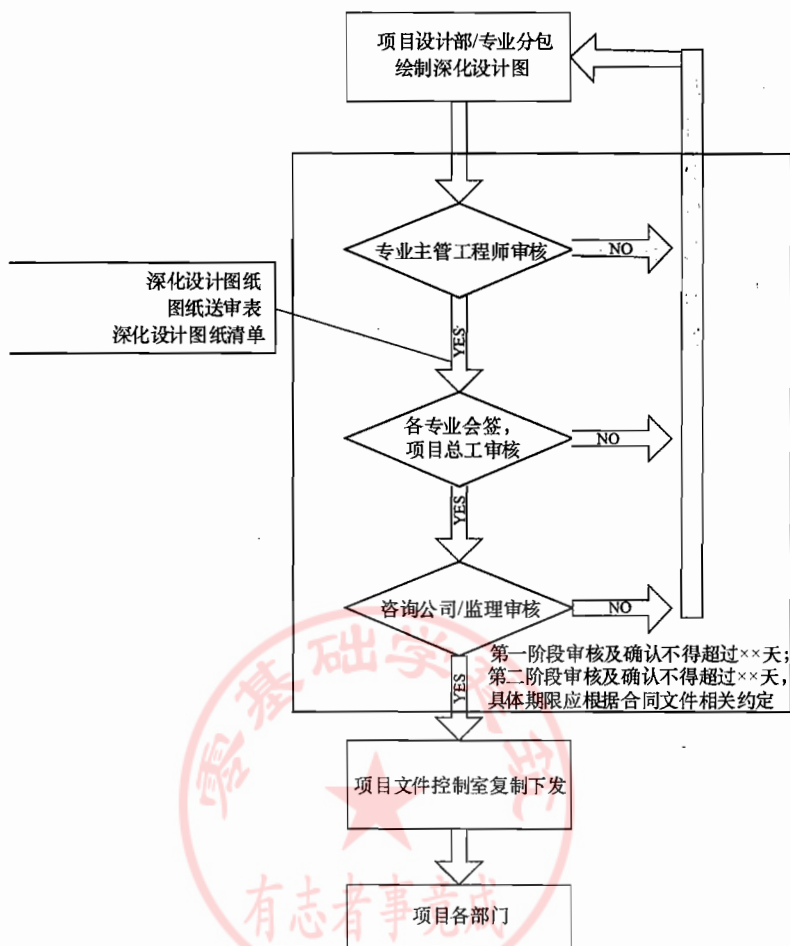 项目设计部/专业分包
绘制深化设计图
专业主管工程师审核
NO
深化设计图纸
图纸送审表
深化设计图纸清单
YES
各专业会签，
项目总工审核
NO
YES
咨询公司/监理审核
NO
第一阶段审核及确认不得超过××天；
第二阶段审核及确认不得超过××天，
具体期限应根据合同文件相关约定
YES
项目文件控制室复制下发
项目各部门
零基础学建筑
有志者事竟成